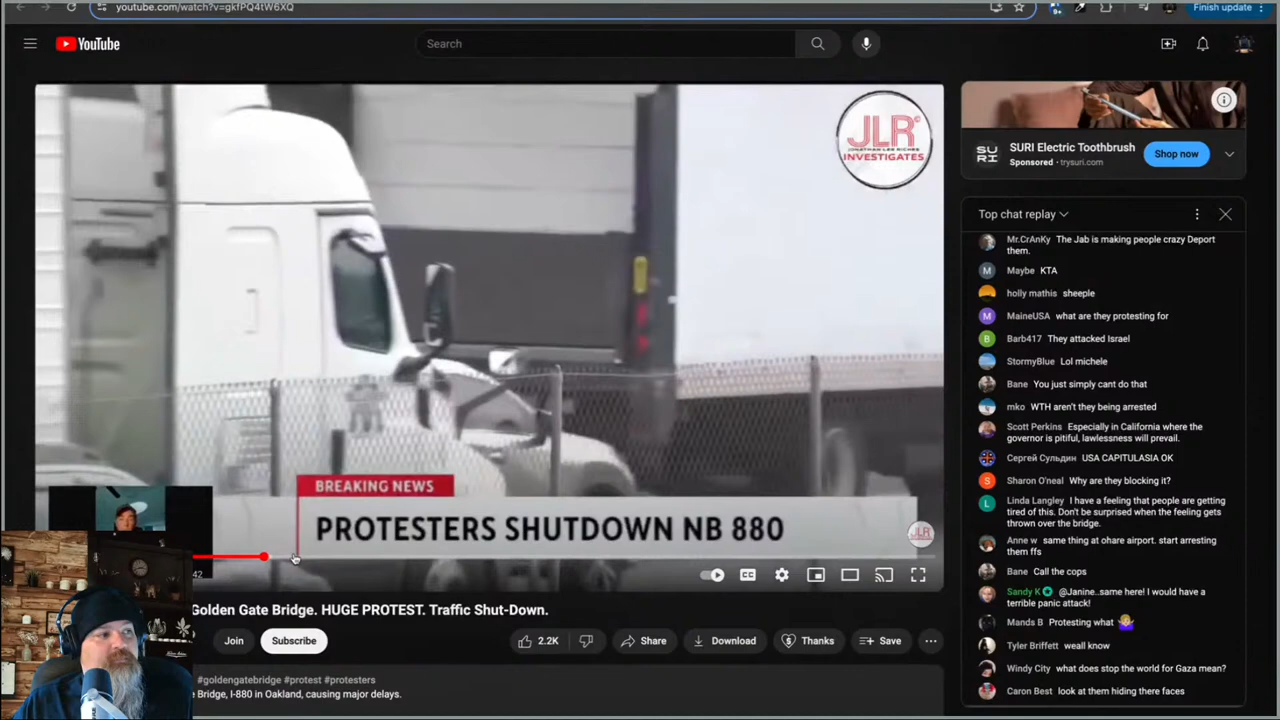 youtube.com/watch?v=gkfPQ4tW6XQ
9+
Finish update
YouTube
Search
JLR
JONATHAN LEE RICHES
INVESTIGATES
SURI Electric Toothbrush
Sponsored · trysuri.com
Shop now
SU
RI
Top chat replay
Mr.CrAnKy The Jab is making people crazy Deport
them.
M Maybe KTA
holly mathis sheeple
M MaineUSA what are they protesting for
B Barb417 They attacked Israel
StormyBlue Lol michele
Bane You just simply cant do that
mko WTH aren't they being arrested
Scott Perkins Especially in California where the
governor is pitiful, lawlessness will prevail.
Сергей Сульдин USA CAPITULASIA OK
S Sharon O'neal Why are they blocking it?
L Linda Langley I have a feeling that people are getting
tired of this. Don't be surprised when the feeling gets
thrown over the bridge.
Anne w same thing at ohare airport. start arresting
them ffs
Bane Call the cops
Sandy K @Janine..same here! I would have a
terrible panic attack!
Mands B Protesting what
Tyler Briffett weall know
Windy City what does stop the world for Gaza mean?
Caron Best look at them hiding there faces
BREAKING NEWS
PROTESTERS SHUTDOWN NB 880
JLR
42
CC
Golden Gate Bridge. HUGE PROTEST. Traffic Shut-Down.
Join
Subscribe
2.2K
Share
Download
Thanks
Save
#goldengatebridge #protest #protesters
e Bridge, I-880 in Oakland, causing major delays.